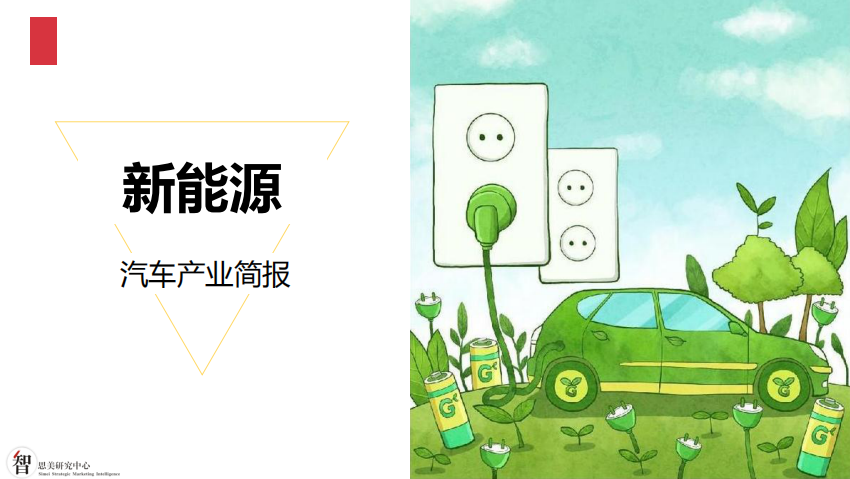 新能源
汽车产业简报
G
G
G
智
思美研究中心
Simei Strategic Marketing Intelligence